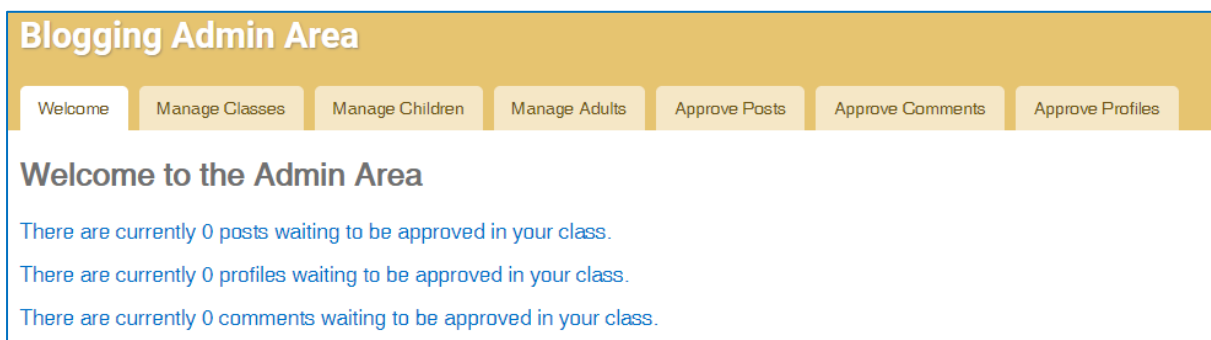 Blogging Admin Area
Welcome Manage Classes Manage Children Manage Adults Approve Posts Approve Comments Approve Profiles
Welcome to the Admin Area
There are currently 0 posts waiting to be approved in your class.
There are currently 0 profiles waiting to be approved in your class.
There are currently 0 comments waiting to be approved in your class.